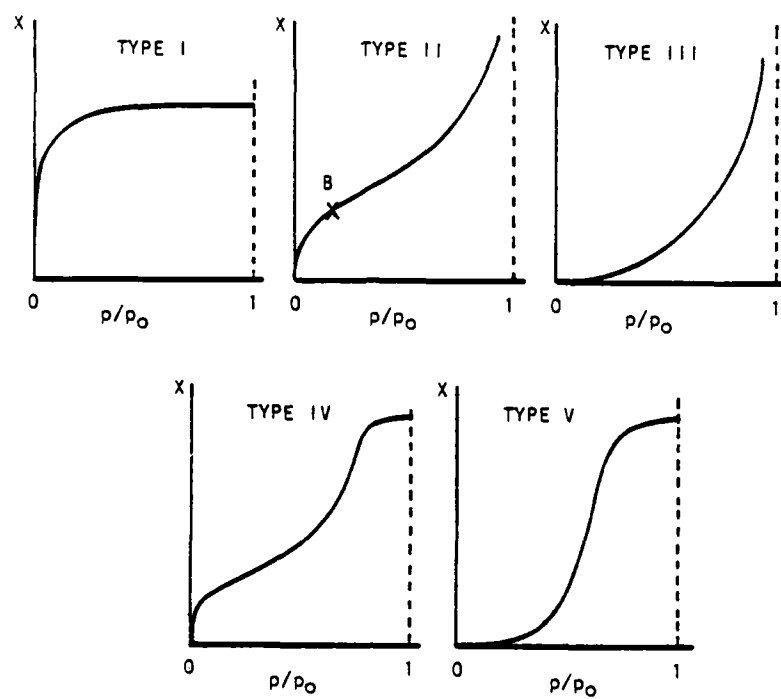 X TYPE I
0 1
p/po
X TYPE II
B
0 1
p/po
X TYPE III
0 1
p/po
X TYPE IV
0 1
p/po
X TYPE V
0 1
p/po